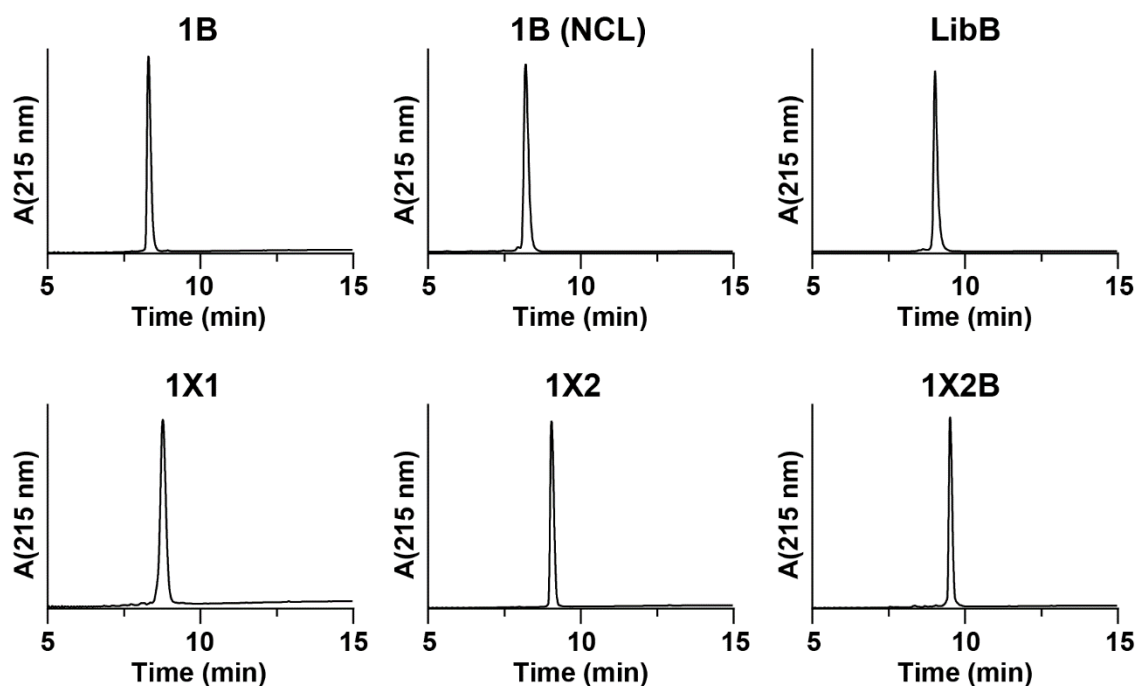 1B
A(215 nm)
5 10 15
Time (min)
1B (NCL)
A(215 nm)
5 10 15
Time (min)
LibB
A(215 nm)
5 10 15
Time (min)
1X1
A(215 nm)
5 10 15
Time (min)
1X2
A(215 nm)
5 10 15
Time (min)
1X2B
A(215 nm)
5 10 15
Time (min)